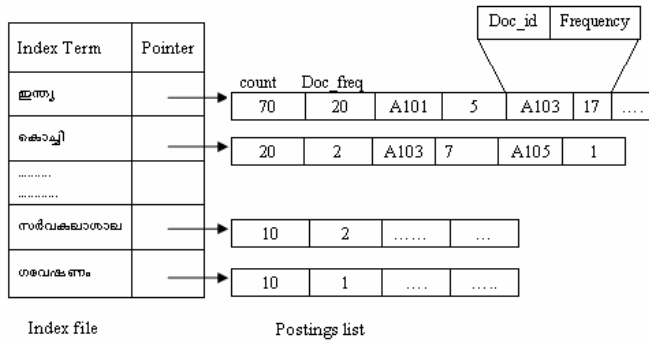 Doc_id Frequency
Index Term Pointer
count Doc_freq
ഇന്ത്യ 70 20 A101 5 A103 17 ....
കൊച്ചി 20 2 A103 7 A105 1
..........
............
സർവകലാശാല 10 2 ...... ...
ഗവേഷണം 10 1 .... .....
Index file Postings list